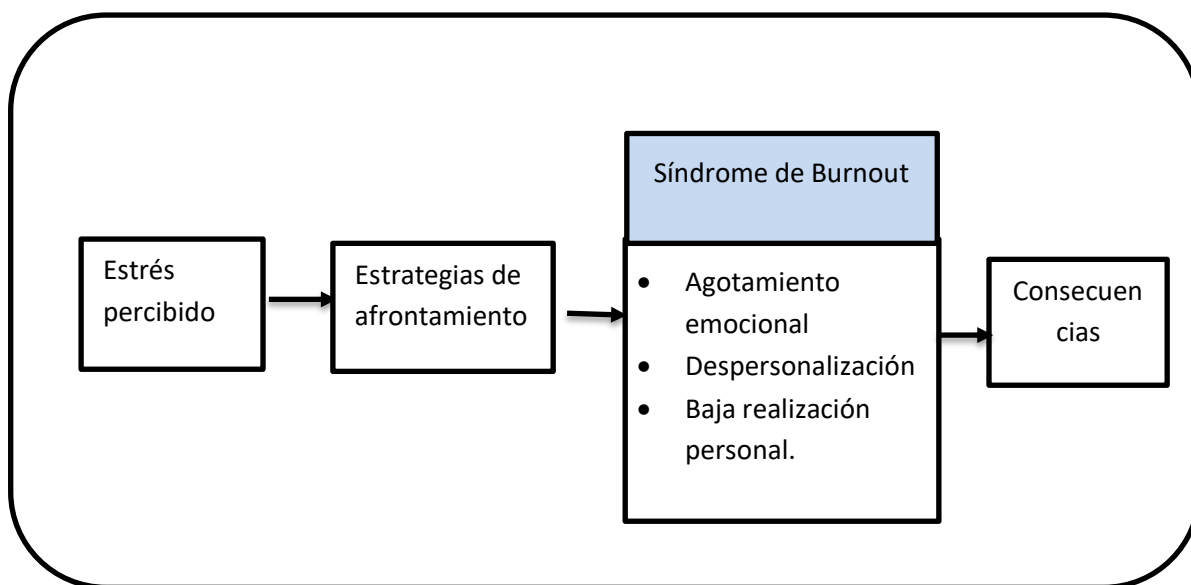 Estrés
percibido
Estrategias de
afrontamiento
Síndrome de Burnout
• Agotamiento
emocional
• Despersonalización
• Baja realización
personal.
Consecuen
cias